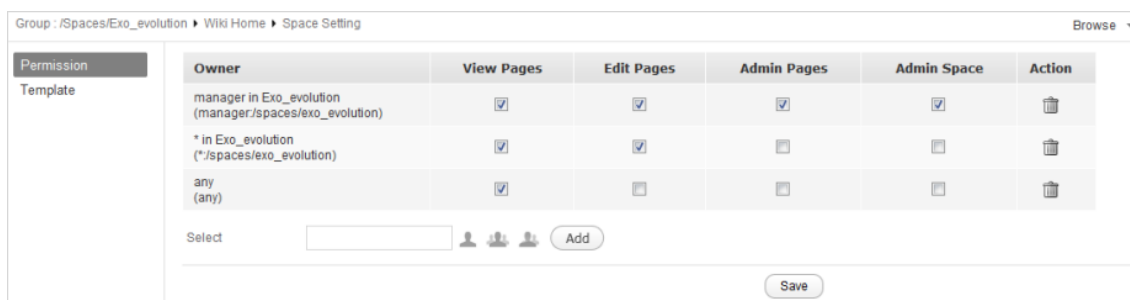 Group : /Spaces/Exo_evolution ▸ Wiki Home ▸ Space Setting
Browse
Permission
Template
Owner View Pages Edit Pages Admin Pages Admin Space Action
manager in Exo_evolution
(manager:/spaces/exo_evolution)
* in Exo_evolution
(*:/spaces/exo_evolution)
any
(any)
Select Add
Save